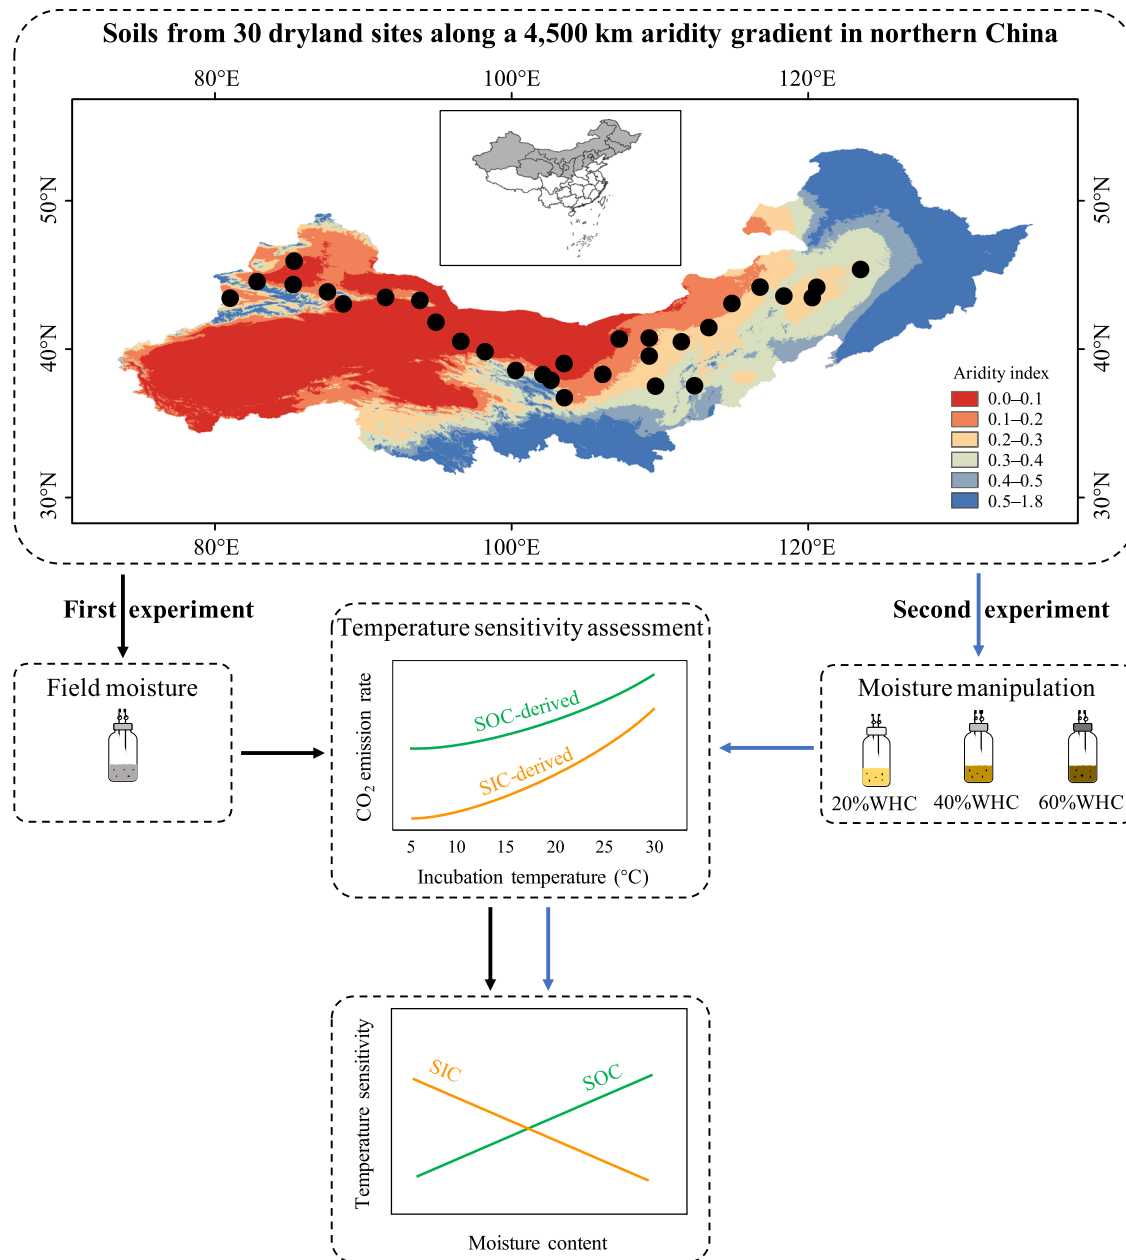 Soils from 30 dryland sites along a 4,500 km aridity gradient in northern China
80°E 100°E 120°E
50°N 50°N
40°N 40°N
30°N 30°N
Aridity index
0.0–0.1
0.1–0.2
0.2–0.3
0.3–0.4
0.4–0.5
0.5–1.8
80°E 100°E 120°E
First experiment
Second experiment
Field moisture
Temperature sensitivity assessment
CO₂ emission rate
SOC-derived
SIC-derived
5 10 15 20 25 30
Incubation temperature (°C)
Moisture manipulation
20%WHC 40%WHC 60%WHC
Temperature sensitivity
SIC
SOC
Moisture content